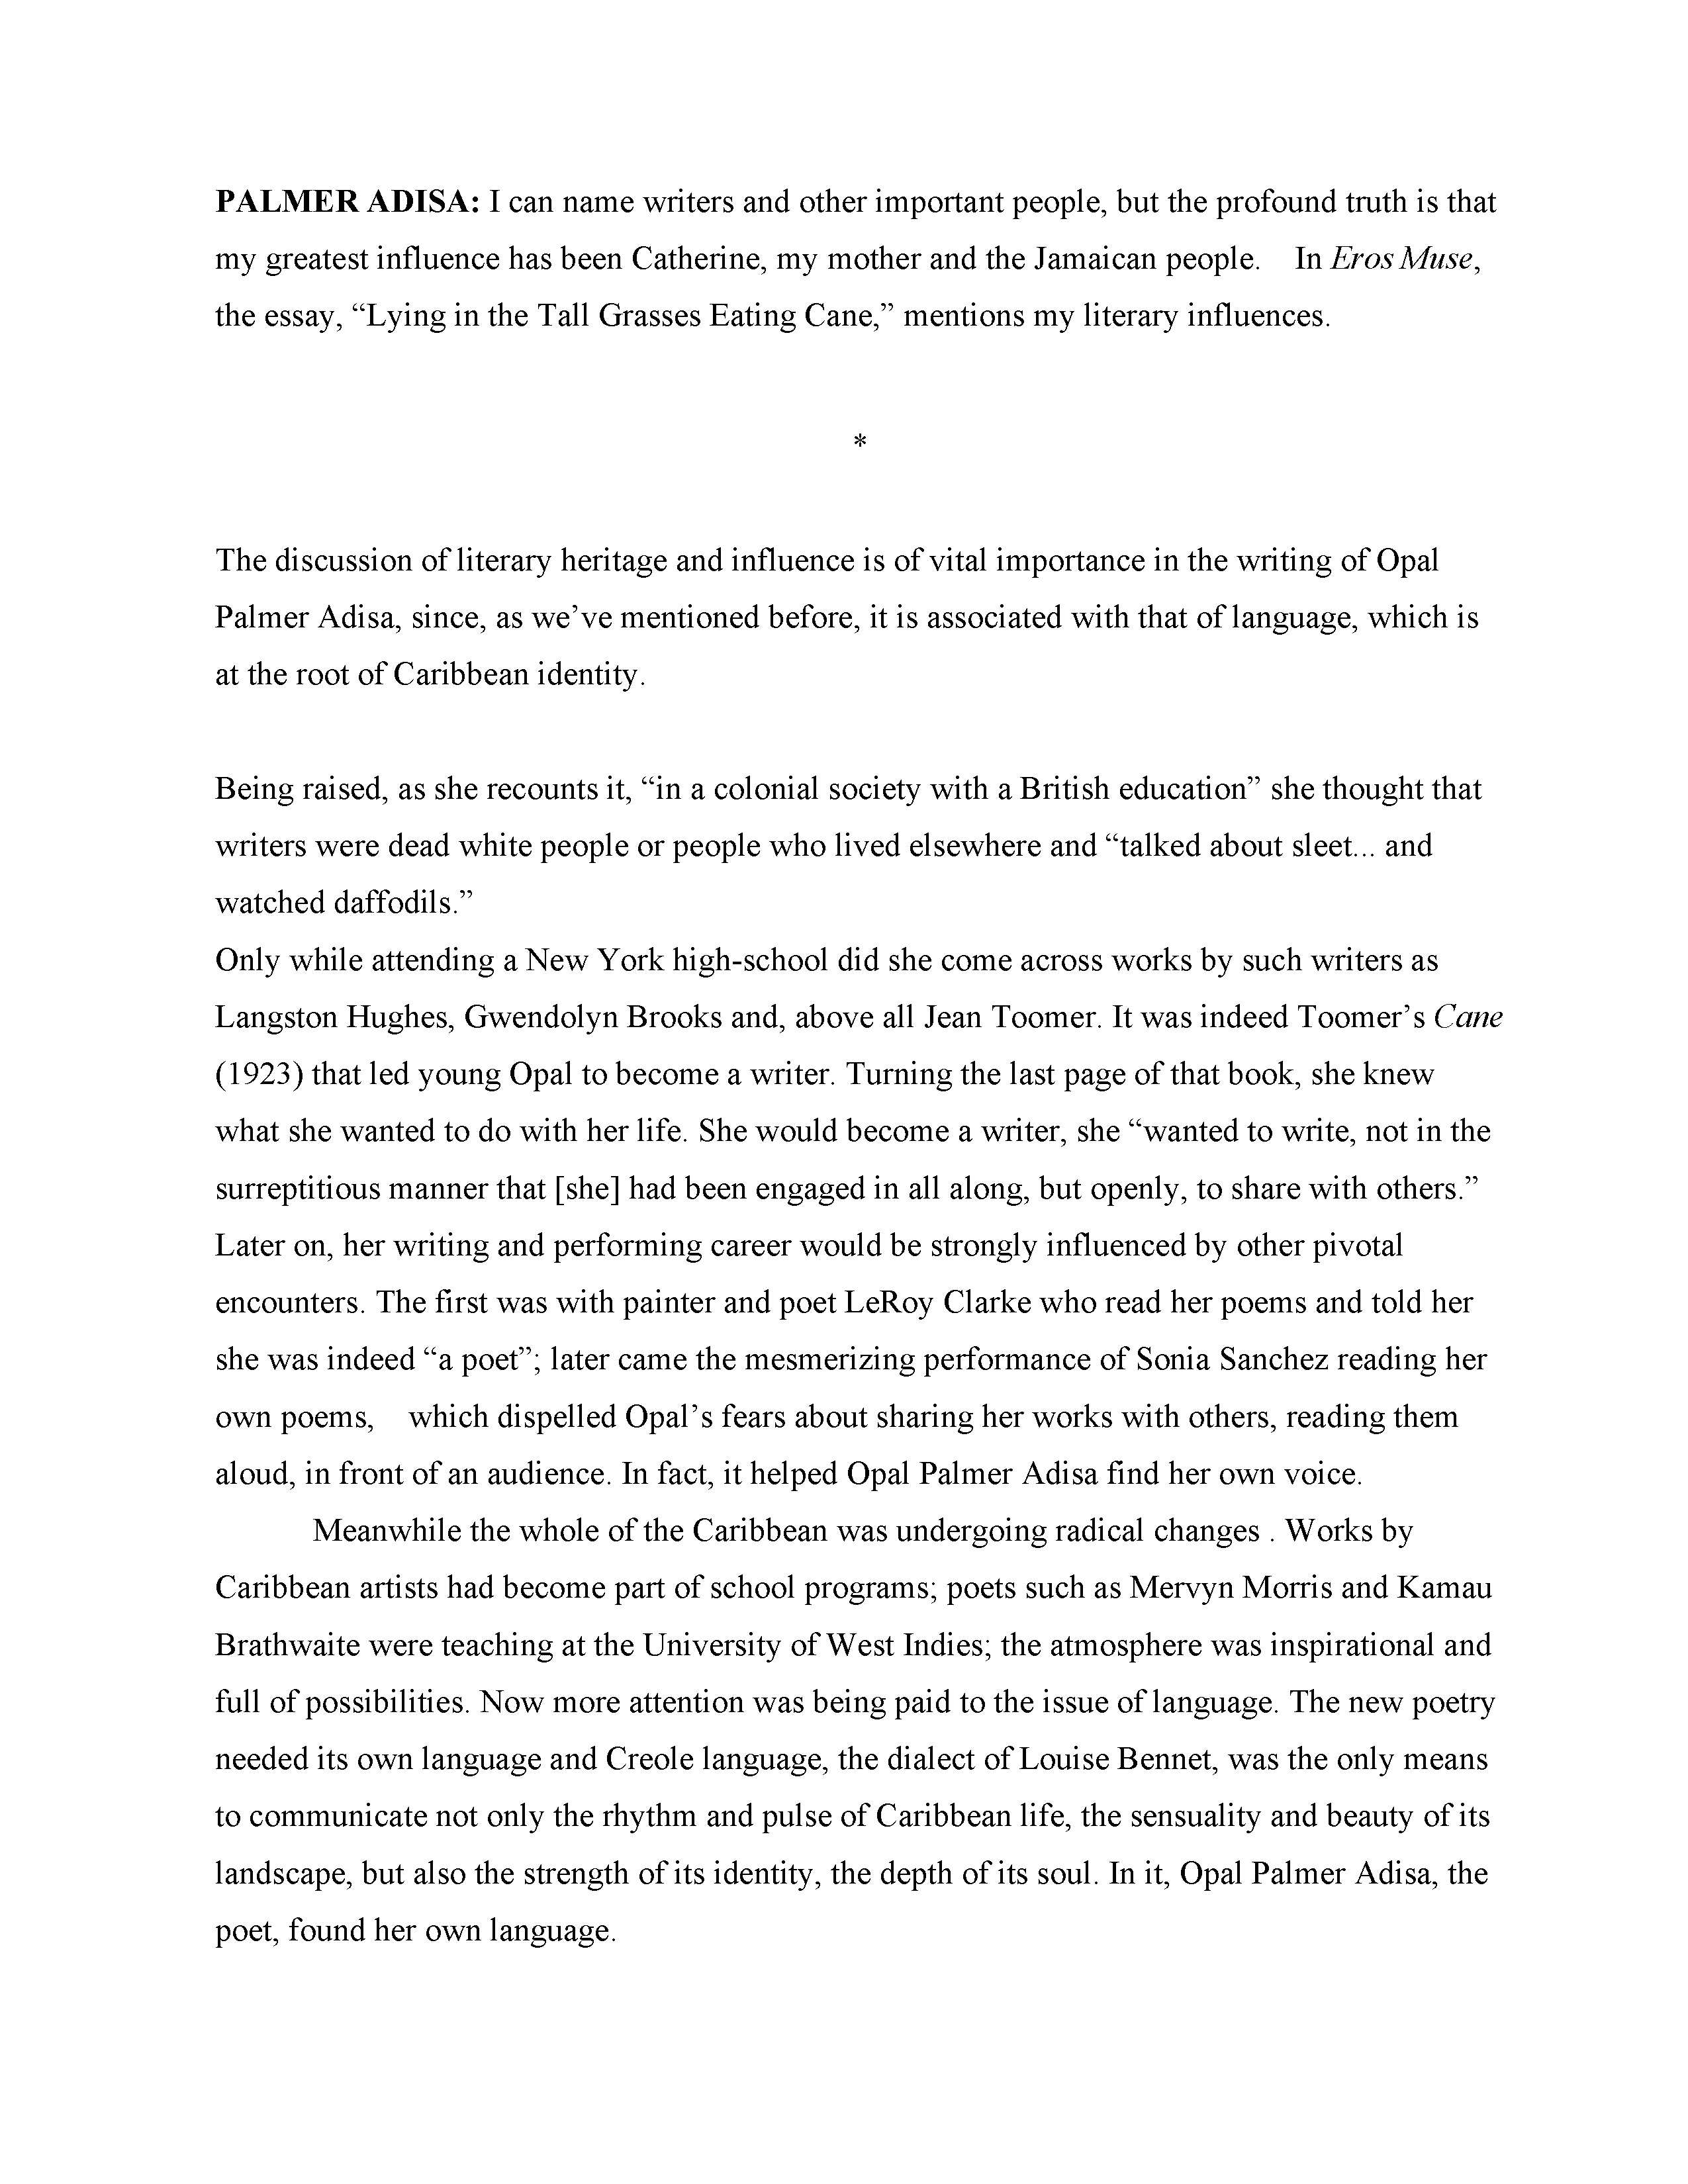 PALMER ADISA: I can name writers and other important people, but the profound truth is that
my greatest influence has been Catherine, my mother and the Jamaican people.    In Eros Muse,
the essay, “Lying in the Tall Grasses Eating Cane,” mentions my literary influences.
*
The discussion of literary heritage and influence is of vital importance in the writing of Opal
Palmer Adisa, since, as we’ve mentioned before, it is associated with that of language, which is
at the root of Caribbean identity.
Being raised, as she recounts it, “in a colonial society with a British education” she thought that
writers were dead white people or people who lived elsewhere and “talked about sleet... and
watched daffodils.”
Only while attending a New York high-school did she come across works by such writers as
Langston Hughes, Gwendolyn Brooks and, above all Jean Toomer. It was indeed Toomer’s Cane
(1923) that led young Opal to become a writer. Turning the last page of that book, she knew
what she wanted to do with her life. She would become a writer, she “wanted to write, not in the
surreptitious manner that [she] had been engaged in all along, but openly, to share with others.”
Later on, her writing and performing career would be strongly influenced by other pivotal
encounters. The first was with painter and poet LeRoy Clarke who read her poems and told her
she was indeed “a poet”; later came the mesmerizing performance of Sonia Sanchez reading her
own poems,    which dispelled Opal’s fears about sharing her works with others, reading them
aloud, in front of an audience. In fact, it helped Opal Palmer Adisa find her own voice.
Meanwhile the whole of the Caribbean was undergoing radical changes . Works by
Caribbean artists had become part of school programs; poets such as Mervyn Morris and Kamau
Brathwaite were teaching at the University of West Indies; the atmosphere was inspirational and
full of possibilities. Now more attention was being paid to the issue of language. The new poetry
needed its own language and Creole language, the dialect of Louise Bennet, was the only means
to communicate not only the rhythm and pulse of Caribbean life, the sensuality and beauty of its
landscape, but also the strength of its identity, the depth of its soul. In it, Opal Palmer Adisa, the
poet, found her own language.